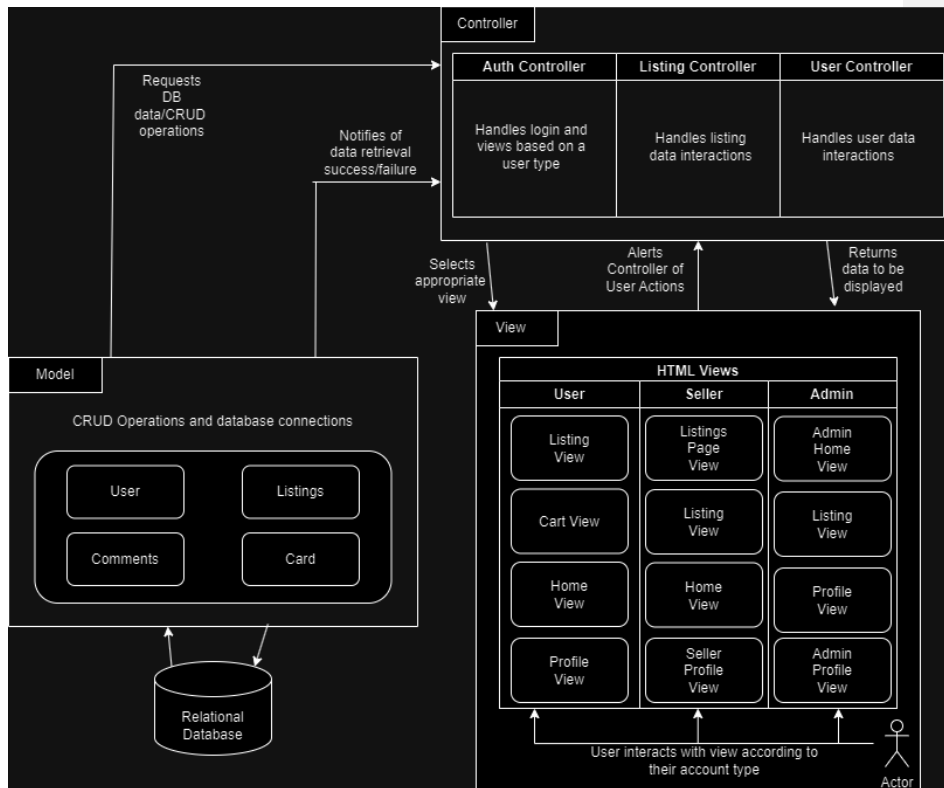 Controller
Auth Controller
Listing Controller
User Controller
Handles login and
views based on a
user type
Handles listing
data interactions
Handles user data
interactions
Requests
DB
data/CRUD
operations
Notifies of
data retrieval
success/failure
Selects
appropriate
view
Alerts
Controller of
User Actions
Returns
data to be
displayed
Model
CRUD Operations and database connections
User
Listings
Comments
Card
Relational
Database
View
HTML Views
User
Seller
Admin
Listing
View
Listings
Page
View
Admin
Home
View
Cart View
Listing
View
Listing
View
Home
View
Home
View
Profile
View
Profile
View
Seller
Profile
View
Admin
Profile
View
User interacts with view according to
their account type
Actor